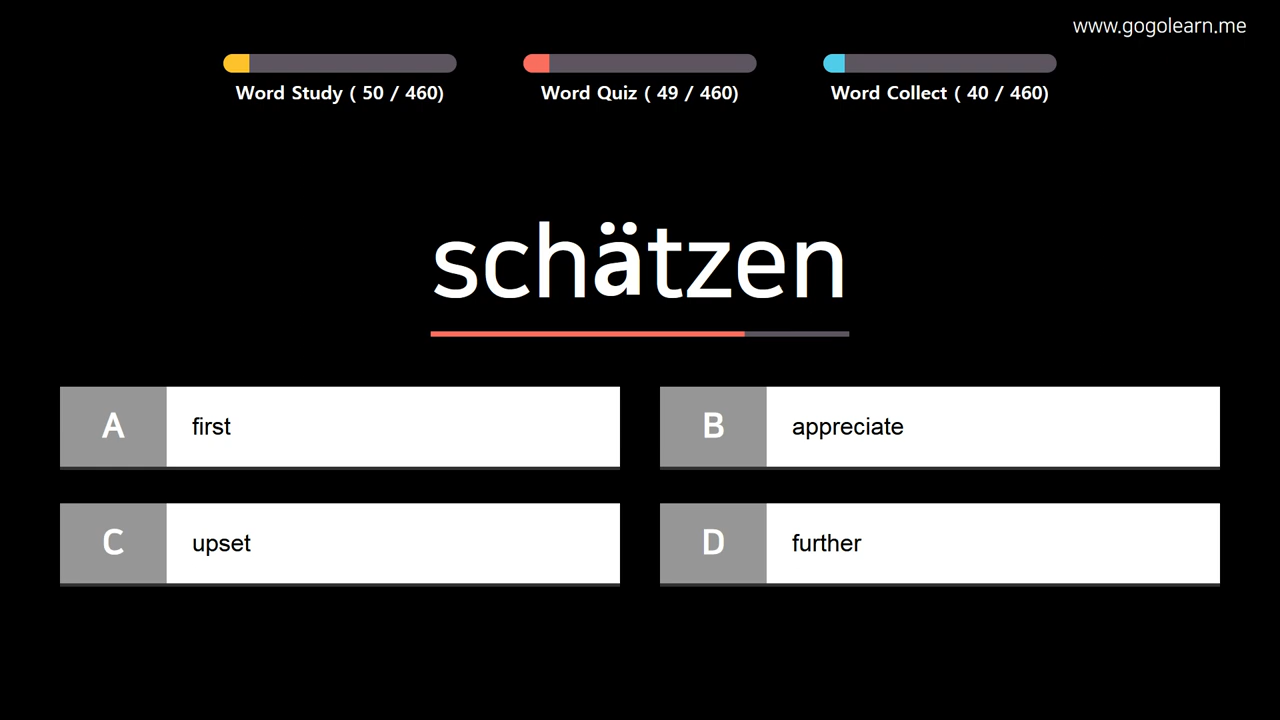 www.gogolearn.me
Word Study ( 50 / 460)
Word Quiz ( 49 / 460)
Word Collect ( 40 / 460)
schätzen
A first
B appreciate
C upset
D further